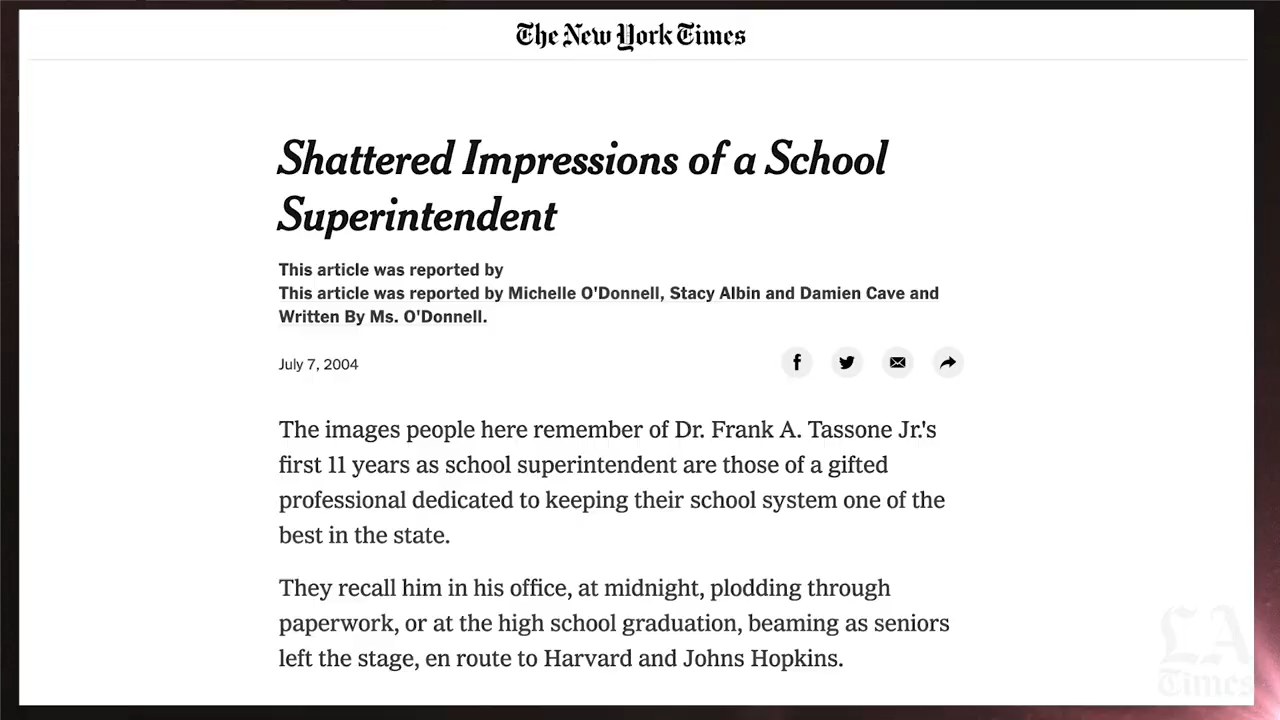 The New York Times
Shattered Impressions of a School
Superintendent
This article was reported by
This article was reported by Michelle O'Donnell, Stacy Albin and Damien Cave and
Written By Ms. O'Donnell.
July 7, 2004
The images people here remember of Dr. Frank A. Tassone Jr.'s
first 11 years as school superintendent are those of a gifted
professional dedicated to keeping their school system one of the
best in the state.
They recall him in his office, at midnight, plodding through
paperwork, or at the high school graduation, beaming as seniors
left the stage, en route to Harvard and Johns Hopkins.
LA
Times